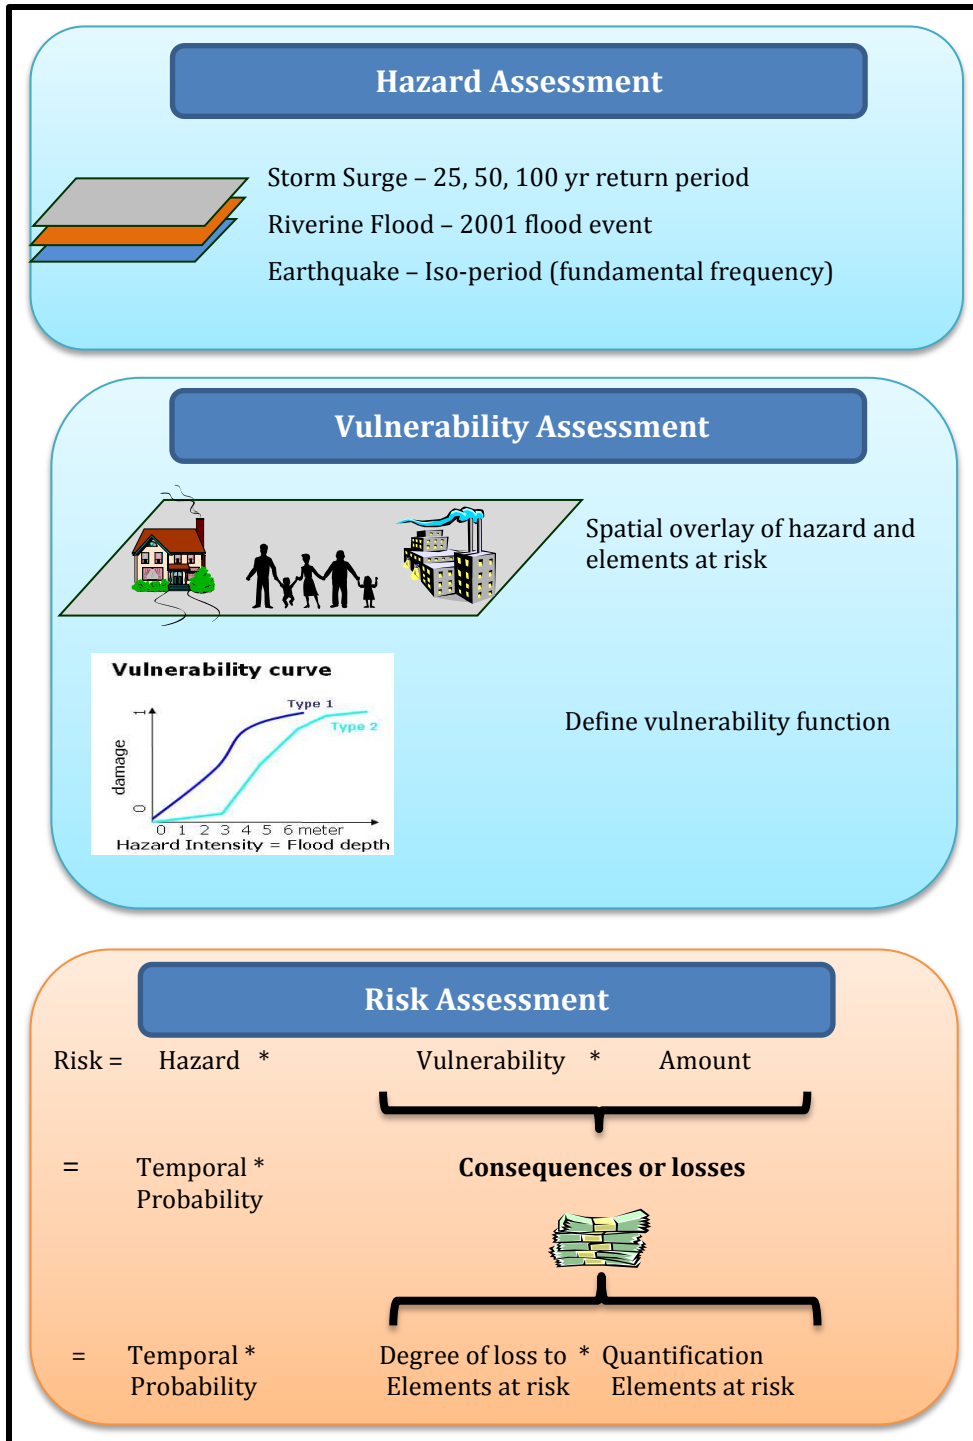 Hazard Assessment
Storm Surge – 25, 50, 100 yr return period
Riverine Flood – 2001 flood event
Earthquake – Iso-period (fundamental frequency)
Vulnerability Assessment
Spatial overlay of hazard and
elements at risk
Vulnerability curve
Type 1
Type 2
1
damage
0
0 1 2 3 4 5 6 meter
Hazard Intensity = Flood depth
Define vulnerability function
Risk Assessment
Risk = Hazard * Vulnerability * Amount
= Temporal * Consequences or losses
Probability
= Temporal * Degree of loss to * Quantification
Probability Elements at risk Elements at risk